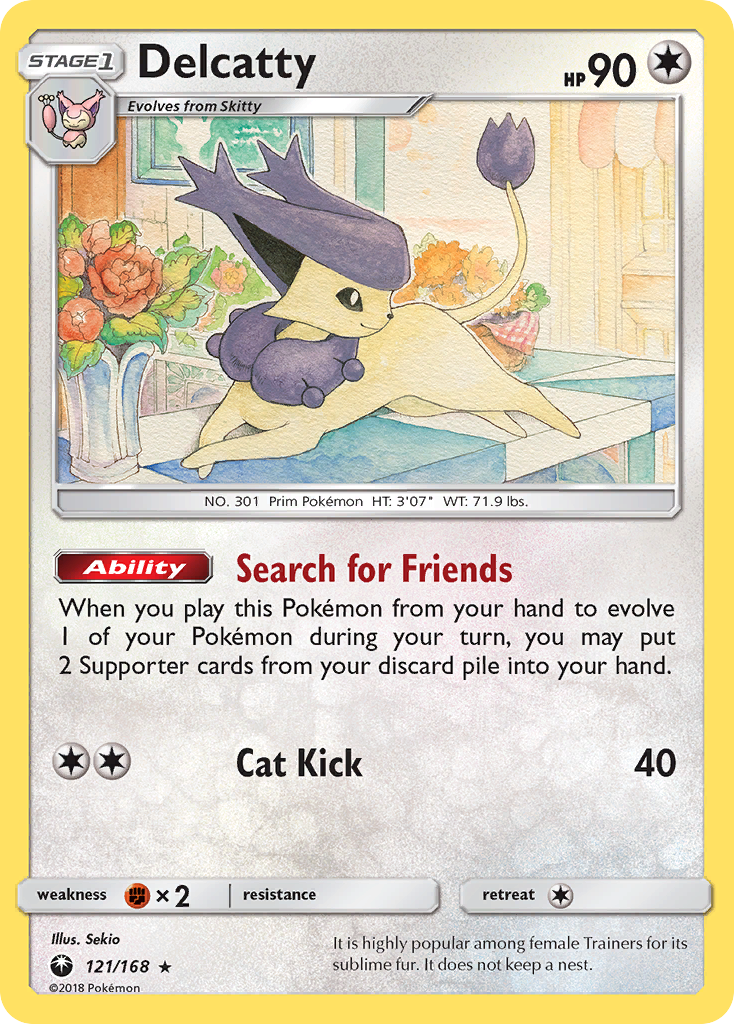 STAGE1
Delcatty
HP90
Evolves from Skitty
NO. 301 Prim Pokémon HT: 3'07" WT: 71.9 lbs.
Ability Search for Friends
When you play this Pokémon from your hand to evolve
1 of your Pokémon during your turn, you may put
2 Supporter cards from your discard pile into your hand.
Cat Kick 40
weakness ×2 resistance retreat
Illus. Sekio
121/168 ★
©2018 Pokémon
It is highly popular among female Trainers for its
sublime fur. It does not keep a nest.